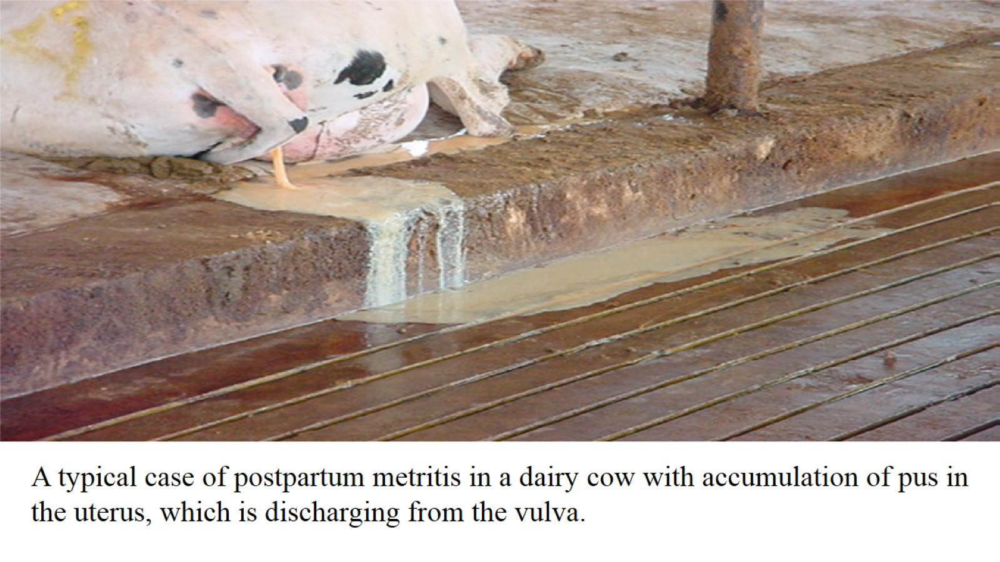 A typical case of postpartum metritis in a dairy cow with accumulation of pus in
the uterus, which is discharging from the vulva.